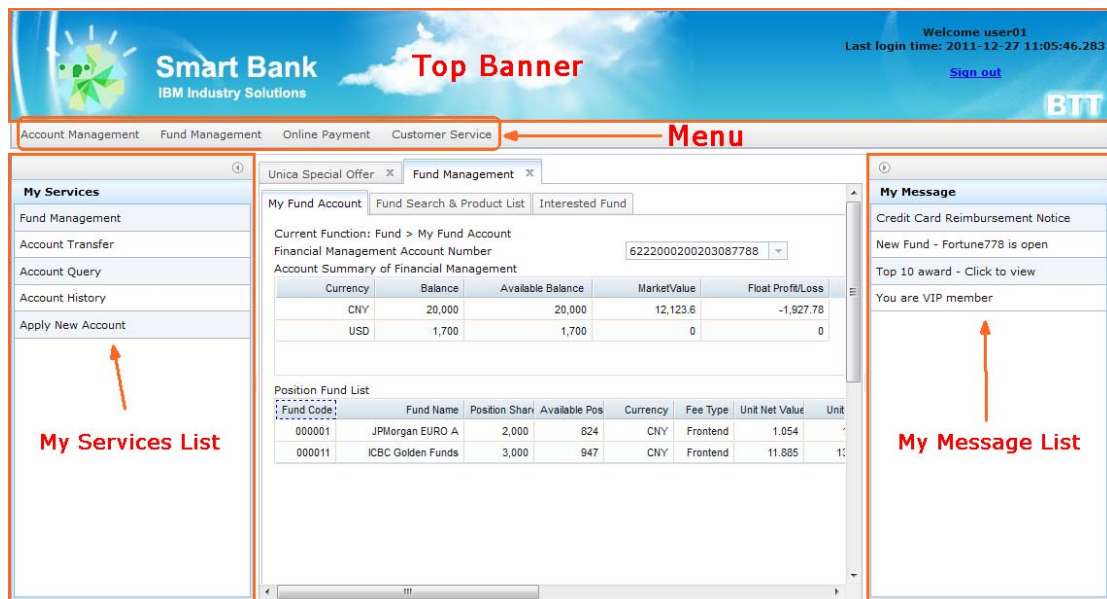 Welcome user01
Last login time: 2011-12-27 11:05:46.283
Sign out
Smart Bank
IBM Industry Solutions
Top Banner
BTT
Account Management Fund Management Online Payment Customer Service
Menu
My Services
Fund Management
Account Transfer
Account Query
Account History
Apply New Account
My Services List
Unica Special Offer x Fund Management x
My Fund Account Fund Search & Product List Interested Fund
Current Function: Fund > My Fund Account
Financial Management Account Number 6222000200203087788
Account Summary of Financial Management
Currency Balance Available Balance MarketValue Float Profit/Loss
CNY 20,000 20,000 12,123.6 -1,927.78
USD 1,700 1,700 0 0
Position Fund List
Fund Code Fund Name Position Share Available Pos Currency Fee Type Unit Net Value Unit
000001 JPMorgan EURO A 2,000 824 CNY Frontend 1.054
000011 ICBC Golden Funds 3,000 947 CNY Frontend 11.885
My Message
Credit Card Reimbursement Notice
New Fund - Fortune778 is open
Top 10 award - Click to view
You are VIP member
My Message List